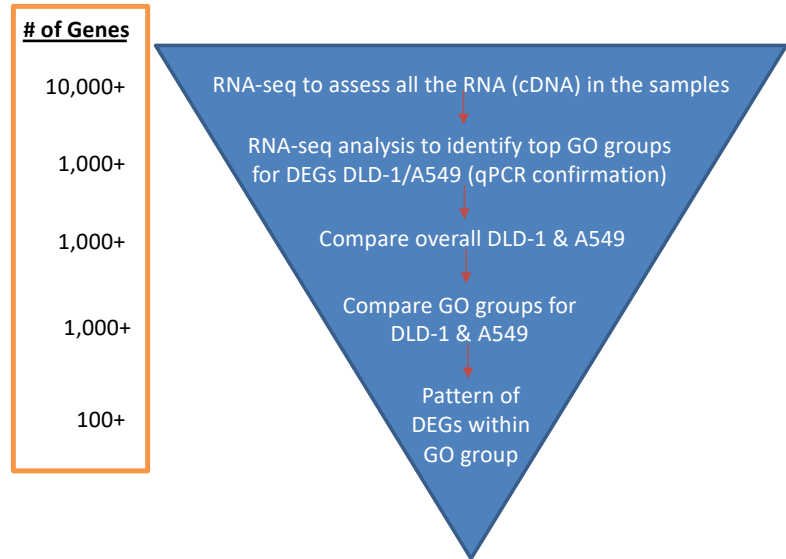 # of Genes
10,000+
RNA-seq to assess all the RNA (cDNA) in the samples
1,000+
RNA-seq analysis to identify top GO groups
for DEGs DLD-1/A549 (qPCR confirmation)
1,000+
Compare overall DLD-1 & A549
1,000+
Compare GO groups for
DLD-1 & A549
100+
Pattern of
DEGs within
GO group